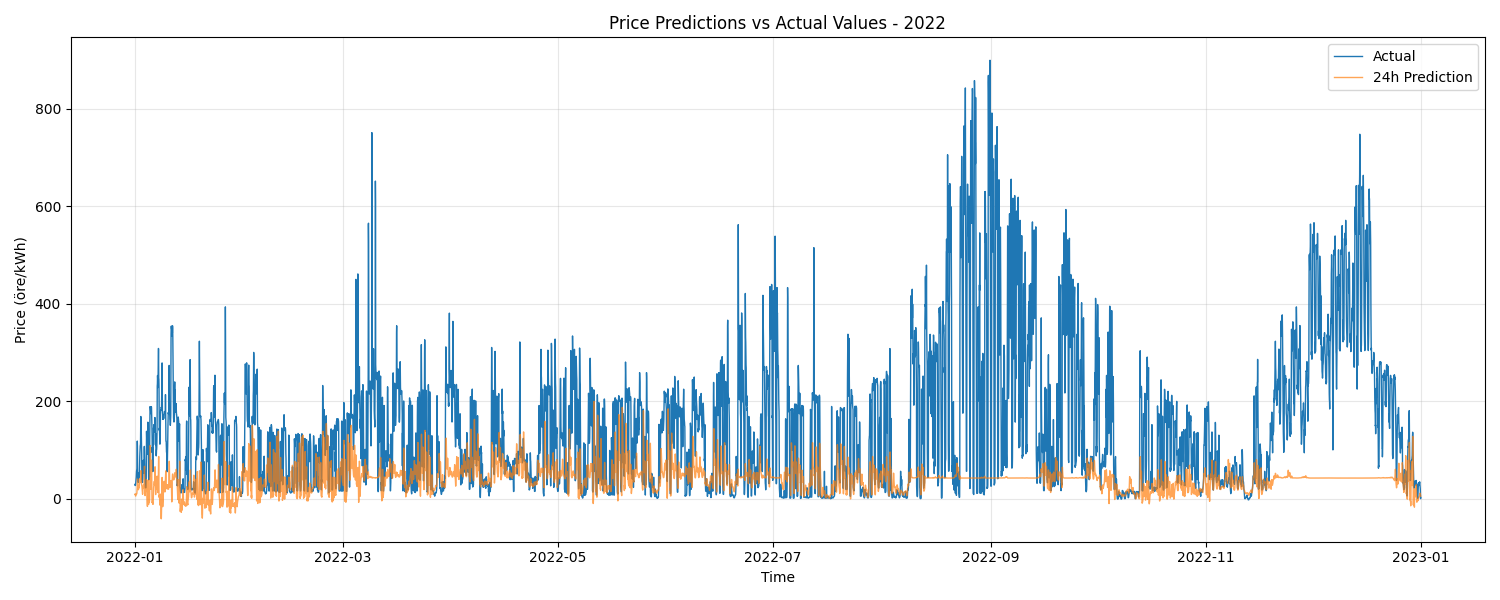 Price Predictions vs Actual Values - 2022
Actual
24h Prediction
Price (öre/kWh)
800
600
400
200
0
2022-01
2022-03
2022-05
2022-07
2022-09
2022-11
2023-01
Time